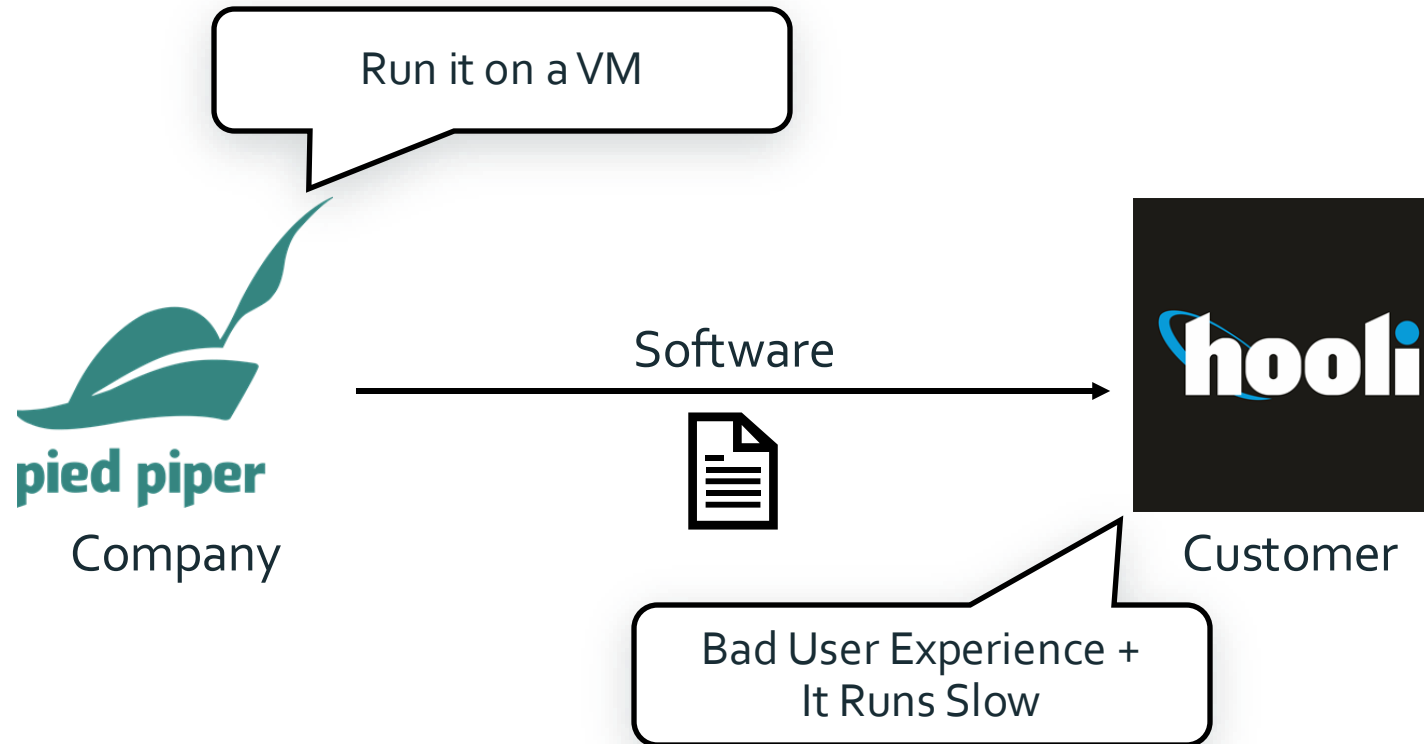 Run it on a VM
Software
hooli
pied piper
Company
Customer
Bad User Experience +
It Runs Slow